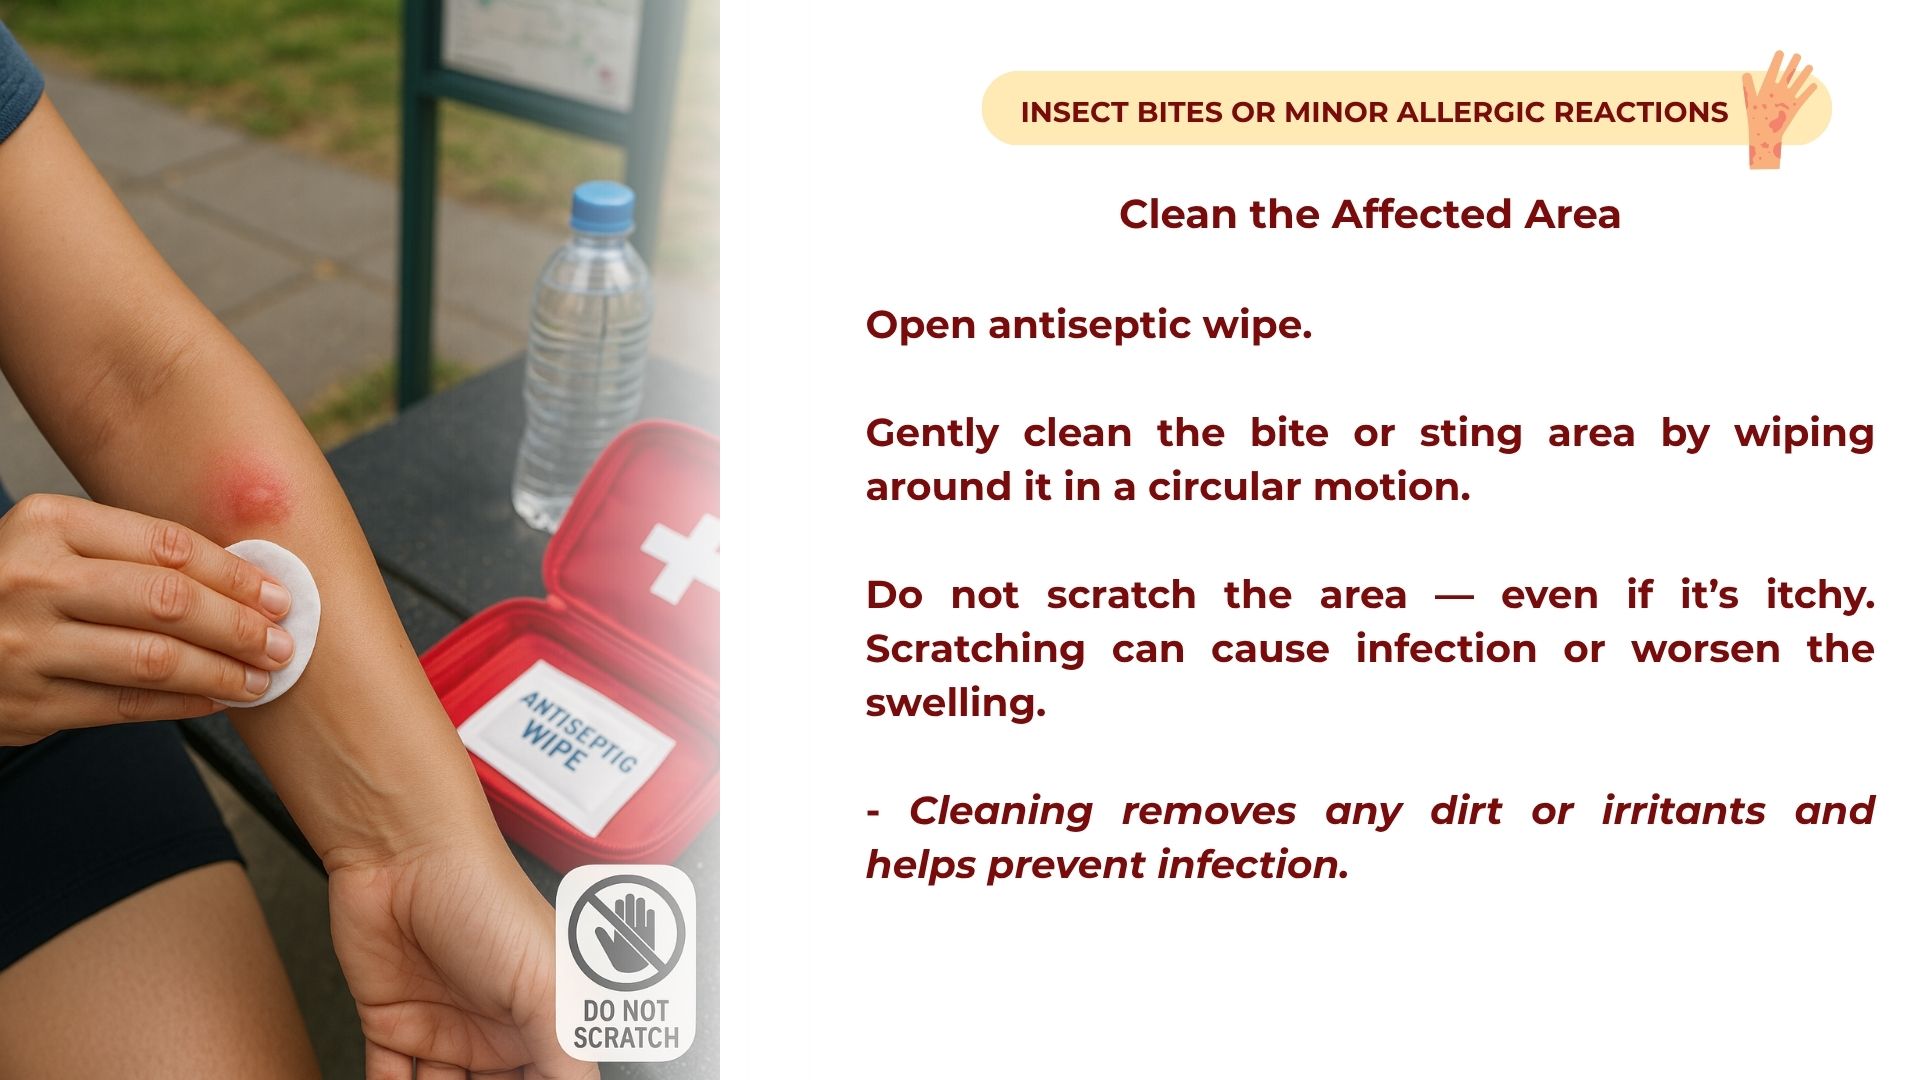 INSECT BITES OR MINOR ALLERGIC REACTIONS
Clean the Affected Area
Open antiseptic wipe.
Gently clean the bite or sting area by wiping
around it in a circular motion.
Do not scratch the area — even if it’s itchy.
Scratching can cause infection or worsen the
swelling.
- Cleaning removes any dirt or irritants and
helps prevent infection.
ANTISEPTIC
WIPE
DO NOT
SCRATCH